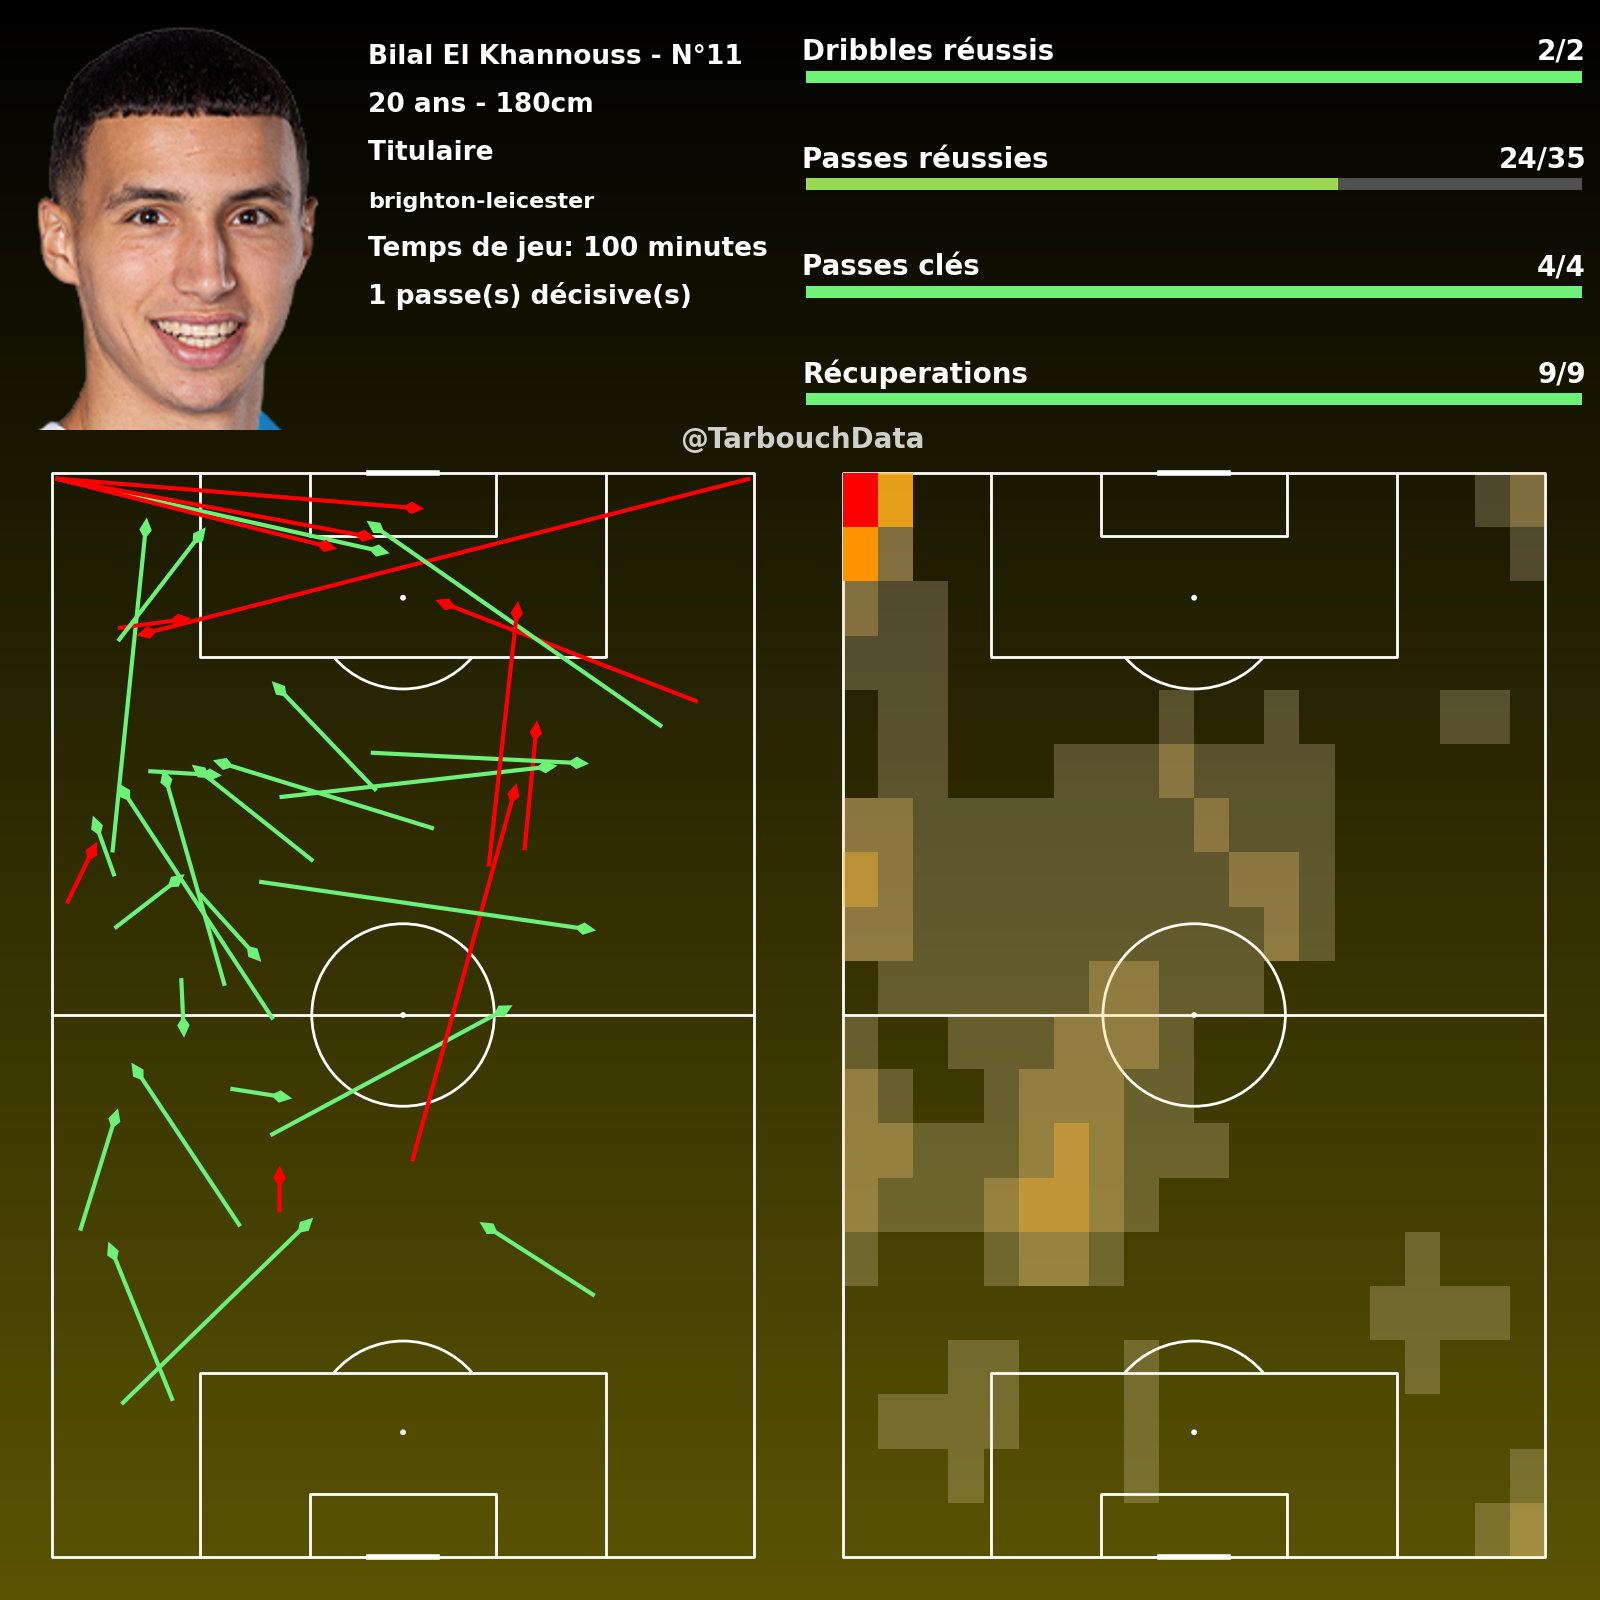 Bilal El Khannouss - N°11
20 ans - 180cm
Titulaire
brighton-leicester
Temps de jeu: 100 minutes
1 passe(s) décisive(s)
Dribbles réussis 2/2
Passes réussies 24/35
Passes clés 4/4
Récuperations 9/9
@TarbouchData